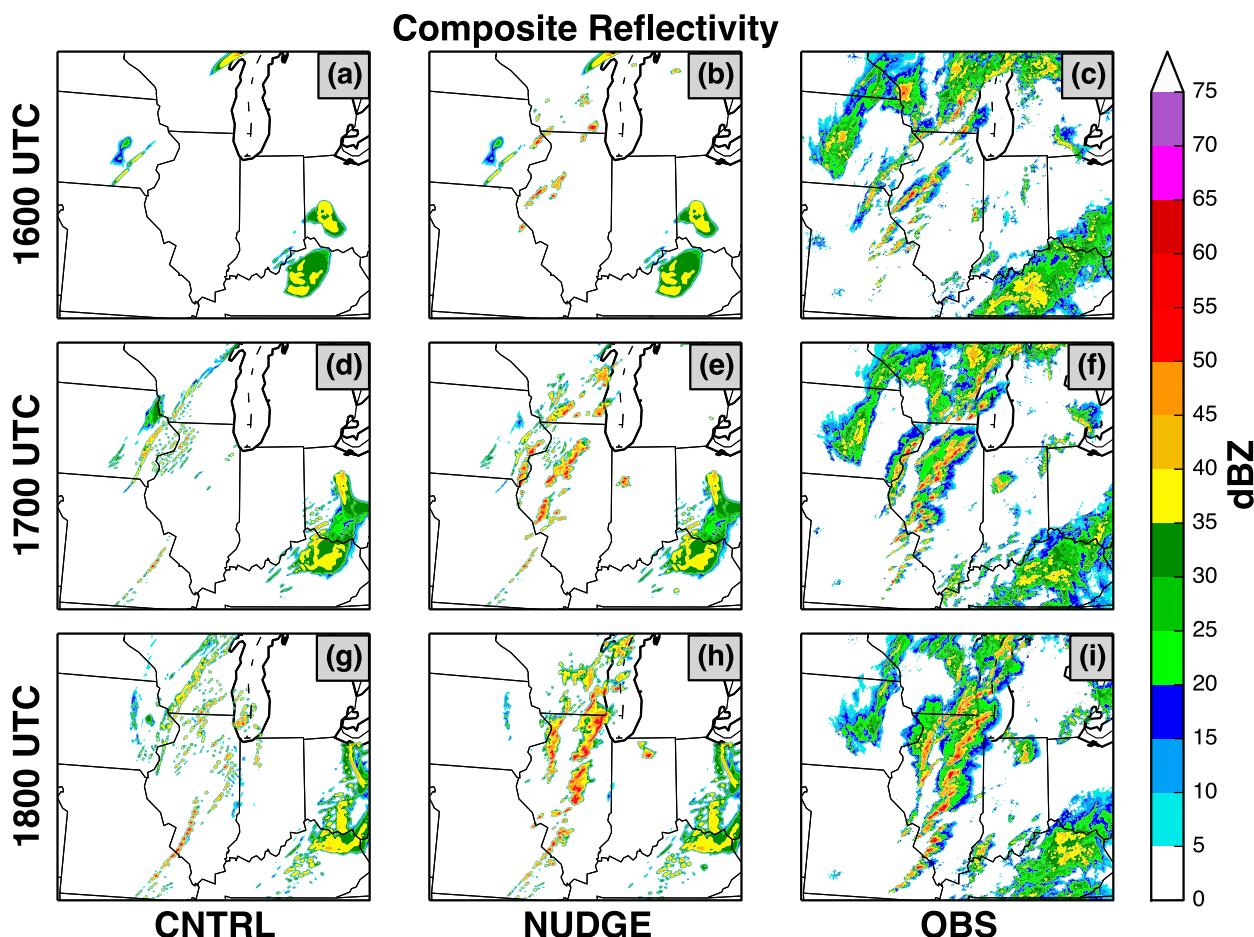 Composite Reflectivity
1600 UTC
(a)
(b)
(c)
1700 UTC
(d)
(e)
(f)
1800 UTC
(g)
(h)
(i)
CNTRL
NUDGE
OBS
75
70
65
60
55
50
45
40
35
30
25
20
15
10
5
0
dBZ